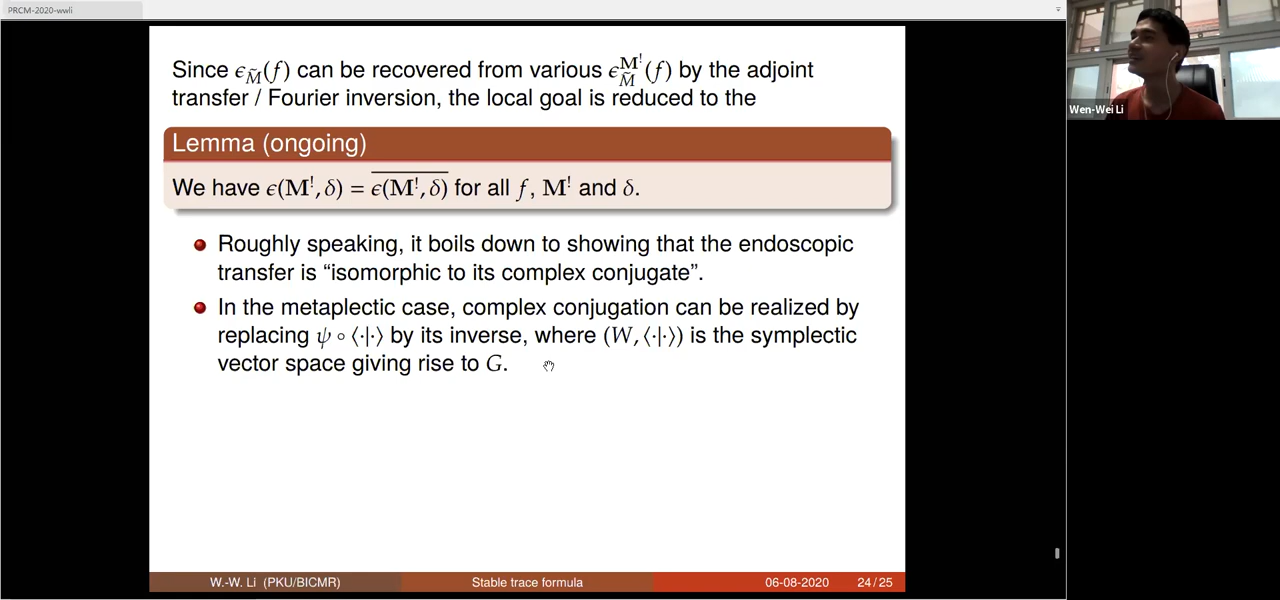 PRCM-2020-wwli
Since ϵ_M̃(f) can be recovered from various ϵ_M̃^𝐌!(f) by the adjoint
transfer / Fourier inversion, the local goal is reduced to the
Lemma (ongoing)
We have ϵ(𝐌!, δ) = \overline{ϵ(𝐌!, δ)} for all f, 𝐌! and δ.
Roughly speaking, it boils down to showing that the endoscopic
transfer is “isomorphic to its complex conjugate”.
In the metaplectic case, complex conjugation can be realized by
replacing ψ ∘ ⟨·|·⟩ by its inverse, where (W, ⟨·|·⟩) is the symplectic
vector space giving rise to G.
W.-W. Li (PKU/BICMR) Stable trace formula 06-08-2020 24 / 25
Wen-Wei Li